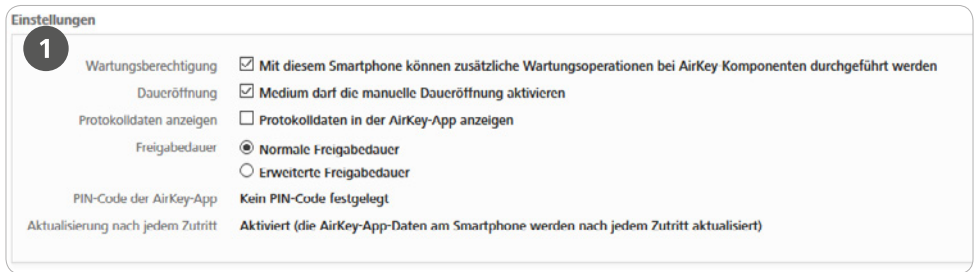 Einstellungen
1
Wartungsberechtigung Mit diesem Smartphone können zusätzliche Wartungsoperationen bei AirKey Komponenten durchgeführt werden
Daueröffnung Medium darf die manuelle Daueröffnung aktivieren
Protokolldaten anzeigen Protokolldaten in der AirKey-App anzeigen
Freigabedauer Normale Freigabedauer
Erweiterte Freigabedauer
PIN-Code der AirKey-App Kein PIN-Code festgelegt
Aktualisierung nach jedem Zutritt Aktiviert (die AirKey-App-Daten am Smartphone werden nach jedem Zutritt aktualisiert)